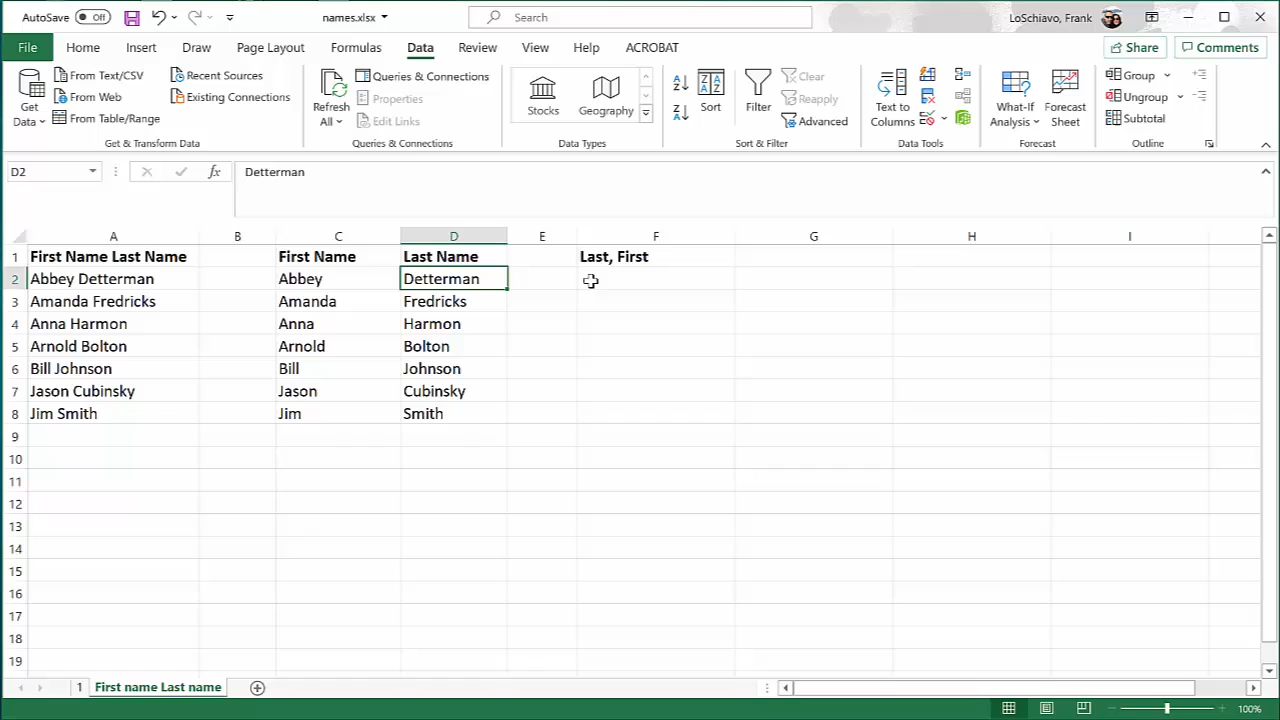 AutoSave Off names.xlsx Search LoSchiavo, Frank
File Home Insert Draw Page Layout Formulas Data Review View Help ACROBAT Share Comments
Get Data From Text/CSV From Web From Table/Range Recent Sources Existing Connections
Get & Transform Data
Refresh All Queries & Connections Properties Edit Links
Queries & Connections
Stocks Geography
Data Types
Sort Filter Clear Reapply Advanced
Sort & Filter
Text to Columns
Data Tools
What-If Analysis Forecast Sheet
Forecast
Group Ungroup Subtotal
Outline
D2 fx Detterman
A B C D E F G H I
1 First Name Last Name First Name Last Name Last, First
2 Abbey Detterman Abbey Detterman
3 Amanda Fredricks Amanda Fredricks
4 Anna Harmon Anna Harmon
5 Arnold Bolton Arnold Bolton
6 Bill Johnson Bill Johnson
7 Jason Cubinsky Jason Cubinsky
8 Jim Smith Jim Smith
9
10
11
12
13
14
15
16
17
18
19
1 First name Last name
100%